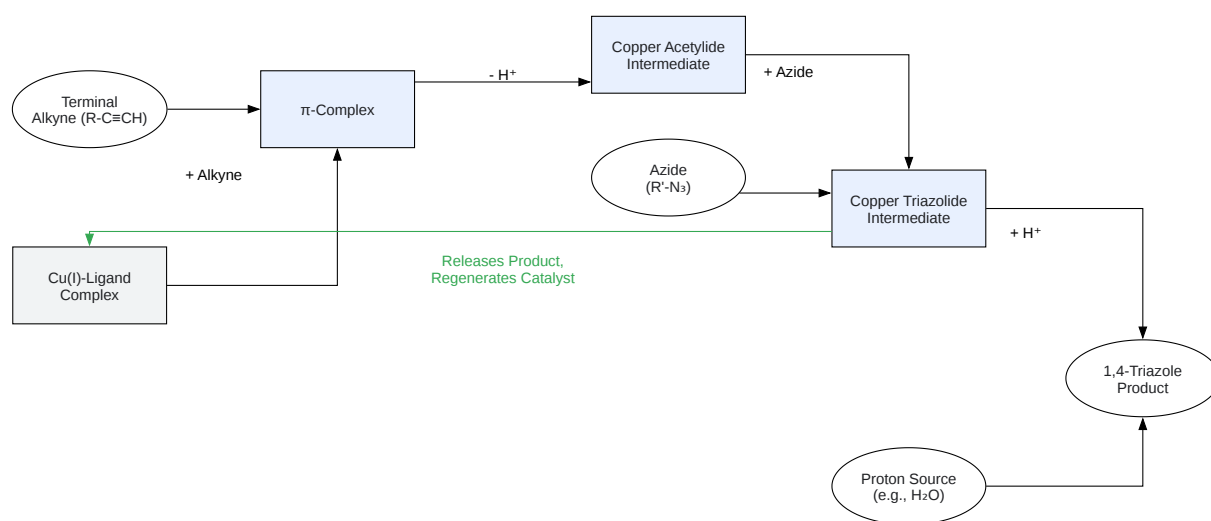 Copper Acetylide
Intermediate
- H⁺
+ Azide
Terminal
Alkyne (R-C≡CH)
π-Complex
+ Alkyne
Azide
(R'-N₃)
Copper Triazolide
Intermediate
+ H⁺
Releases Product,
Regenerates Catalyst
Cu(I)-Ligand
Complex
1,4-Triazole
Product
Proton Source
(e.g., H₂O)